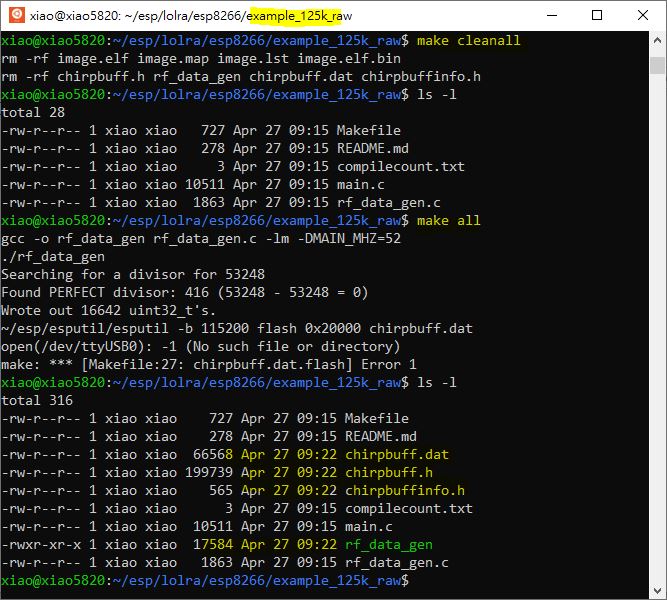 xiao@xiao5820: ~/esp/lolra/esp8266/example_125k_raw
xiao@xiao5820:~/esp/lolra/esp8266/example_125k_raw$ make cleanall
rm -rf image.elf image.map image.lst image.elf.bin
rm -rf chirpbuff.h rf_data_gen chirpbuff.dat chirpbuffinfo.h
xiao@xiao5820:~/esp/lolra/esp8266/example_125k_raw$ ls -l
total 28
-rw-r--r-- 1 xiao xiao   727 Apr 27 09:15 Makefile
-rw-r--r-- 1 xiao xiao   278 Apr 27 09:15 README.md
-rw-r--r-- 1 xiao xiao     3 Apr 27 09:15 compilecount.txt
-rw-r--r-- 1 xiao xiao 10511 Apr 27 09:15 main.c
-rw-r--r-- 1 xiao xiao  1863 Apr 27 09:15 rf_data_gen.c
xiao@xiao5820:~/esp/lolra/esp8266/example_125k_raw$ make all
gcc -o rf_data_gen rf_data_gen.c -lm -DMAIN_MHZ=52
./rf_data_gen
Searching for a divisor for 53248
Found PERFECT divisor: 416 (53248 - 53248 = 0)
Wrote out 16642 uint32_t's.
~/esp/esputil/esputil -b 115200 flash 0x20000 chirpbuff.dat
open(/dev/ttyUSB0): -1 (No such file or directory)
make: *** [Makefile:27: chirpbuff.dat.flash] Error 1
xiao@xiao5820:~/esp/lolra/esp8266/example_125k_raw$ ls -l
total 316
-rw-r--r-- 1 xiao xiao    727 Apr 27 09:15 Makefile
-rw-r--r-- 1 xiao xiao    278 Apr 27 09:15 README.md
-rw-r--r-- 1 xiao xiao  66568 Apr 27 09:22 chirpbuff.dat
-rw-r--r-- 1 xiao xiao 199739 Apr 27 09:22 chirpbuff.h
-rw-r--r-- 1 xiao xiao    565 Apr 27 09:22 chirpbuffinfo.h
-rw-r--r-- 1 xiao xiao      3 Apr 27 09:15 compilecount.txt
-rw-r--r-- 1 xiao xiao  10511 Apr 27 09:15 main.c
-rwxr-xr-x 1 xiao xiao  17584 Apr 27 09:22 rf_data_gen
-rw-r--r-- 1 xiao xiao   1863 Apr 27 09:15 rf_data_gen.c
xiao@xiao5820:~/esp/lolra/esp8266/example_125k_raw$